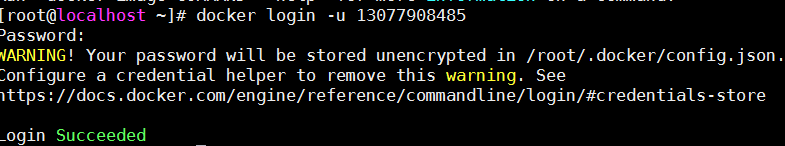 [root@localhost ~]# docker login -u 13077908485
Password:
WARNING! Your password will be stored unencrypted in /root/.docker/config.json.
Configure a credential helper to remove this warning. See
https://docs.docker.com/engine/reference/commandline/login/#credentials-store
Login Succeeded